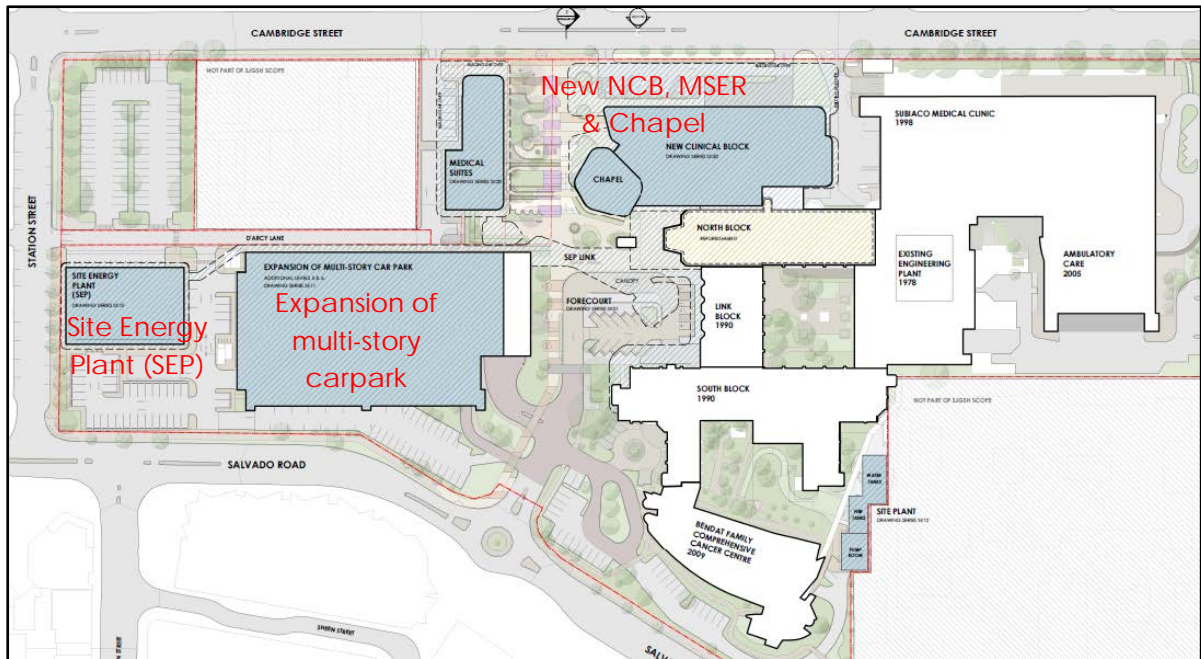 CAMBRIDGE STREET
CAMBRIDGE STREET
NOT PART OF SJGSH SCOPE
New NCB, MSER
& Chapel
SUBIACO MEDICAL CLINIC
1998
MEDICAL
SUITES
NEW CLINICAL BLOCK
CHAPEL
STATION STREET
D'ARCY LANE
NORTH BLOCK
REFURBISHMENT
SEP LINK
SITE ENERGY
PLANT
(SEP)
EXPANSION OF MULTI-STORY CAR PARK
EXISTING
ENGINEERING
PLANT
1978
AMBULATORY
CARE
2005
CANOPY
FORECOURT
LINK
BLOCK
1990
Site Energy
Plant (SEP)
Expansion of
multi-story
carpark
SOUTH BLOCK
1990
NOT PART OF SJGSH SCOPE
SALVADO ROAD
WATER
TANKS
SITE PLANT
PUMP
ROOM
BENDAT FAMILY
COMPREHENSIVE
CANCER CENTRE
2009